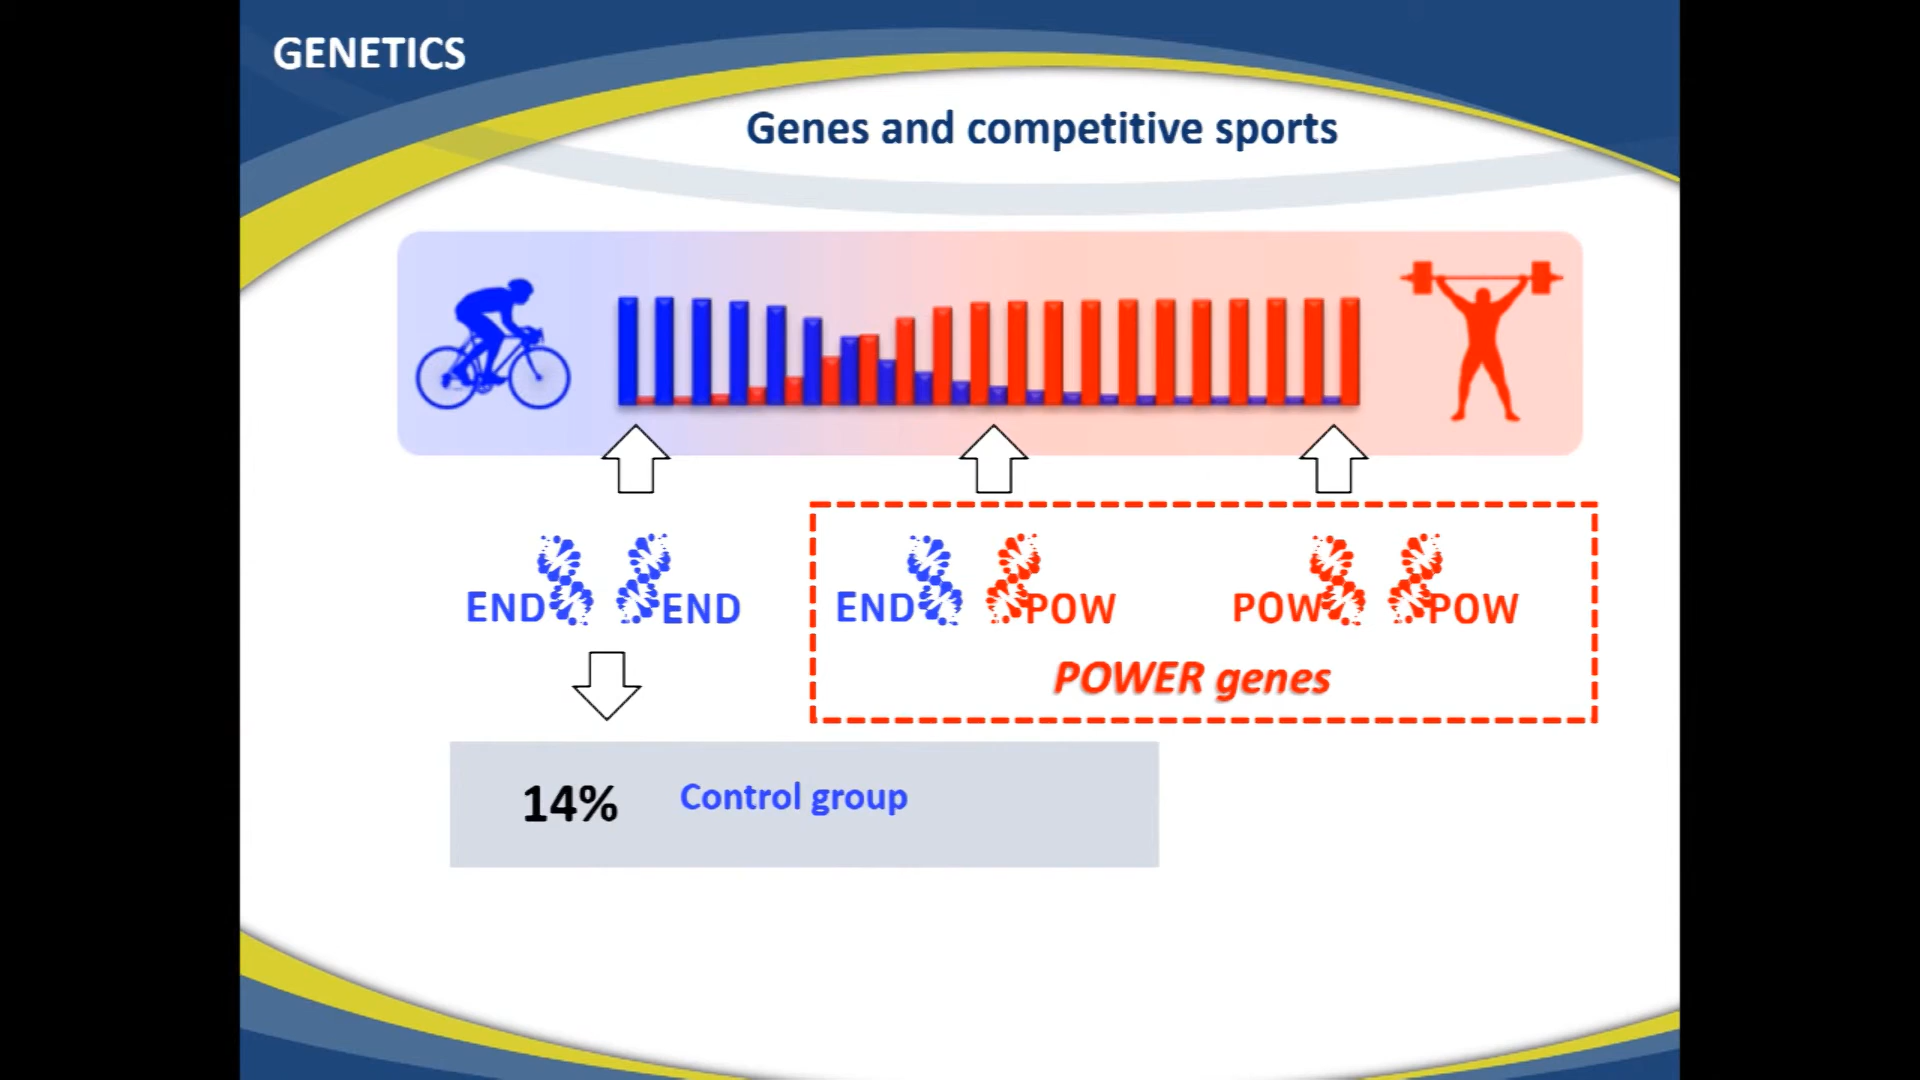 GENETICS
Genes and competitive sports
END END END POW POW POW
POWER genes
14% Control group